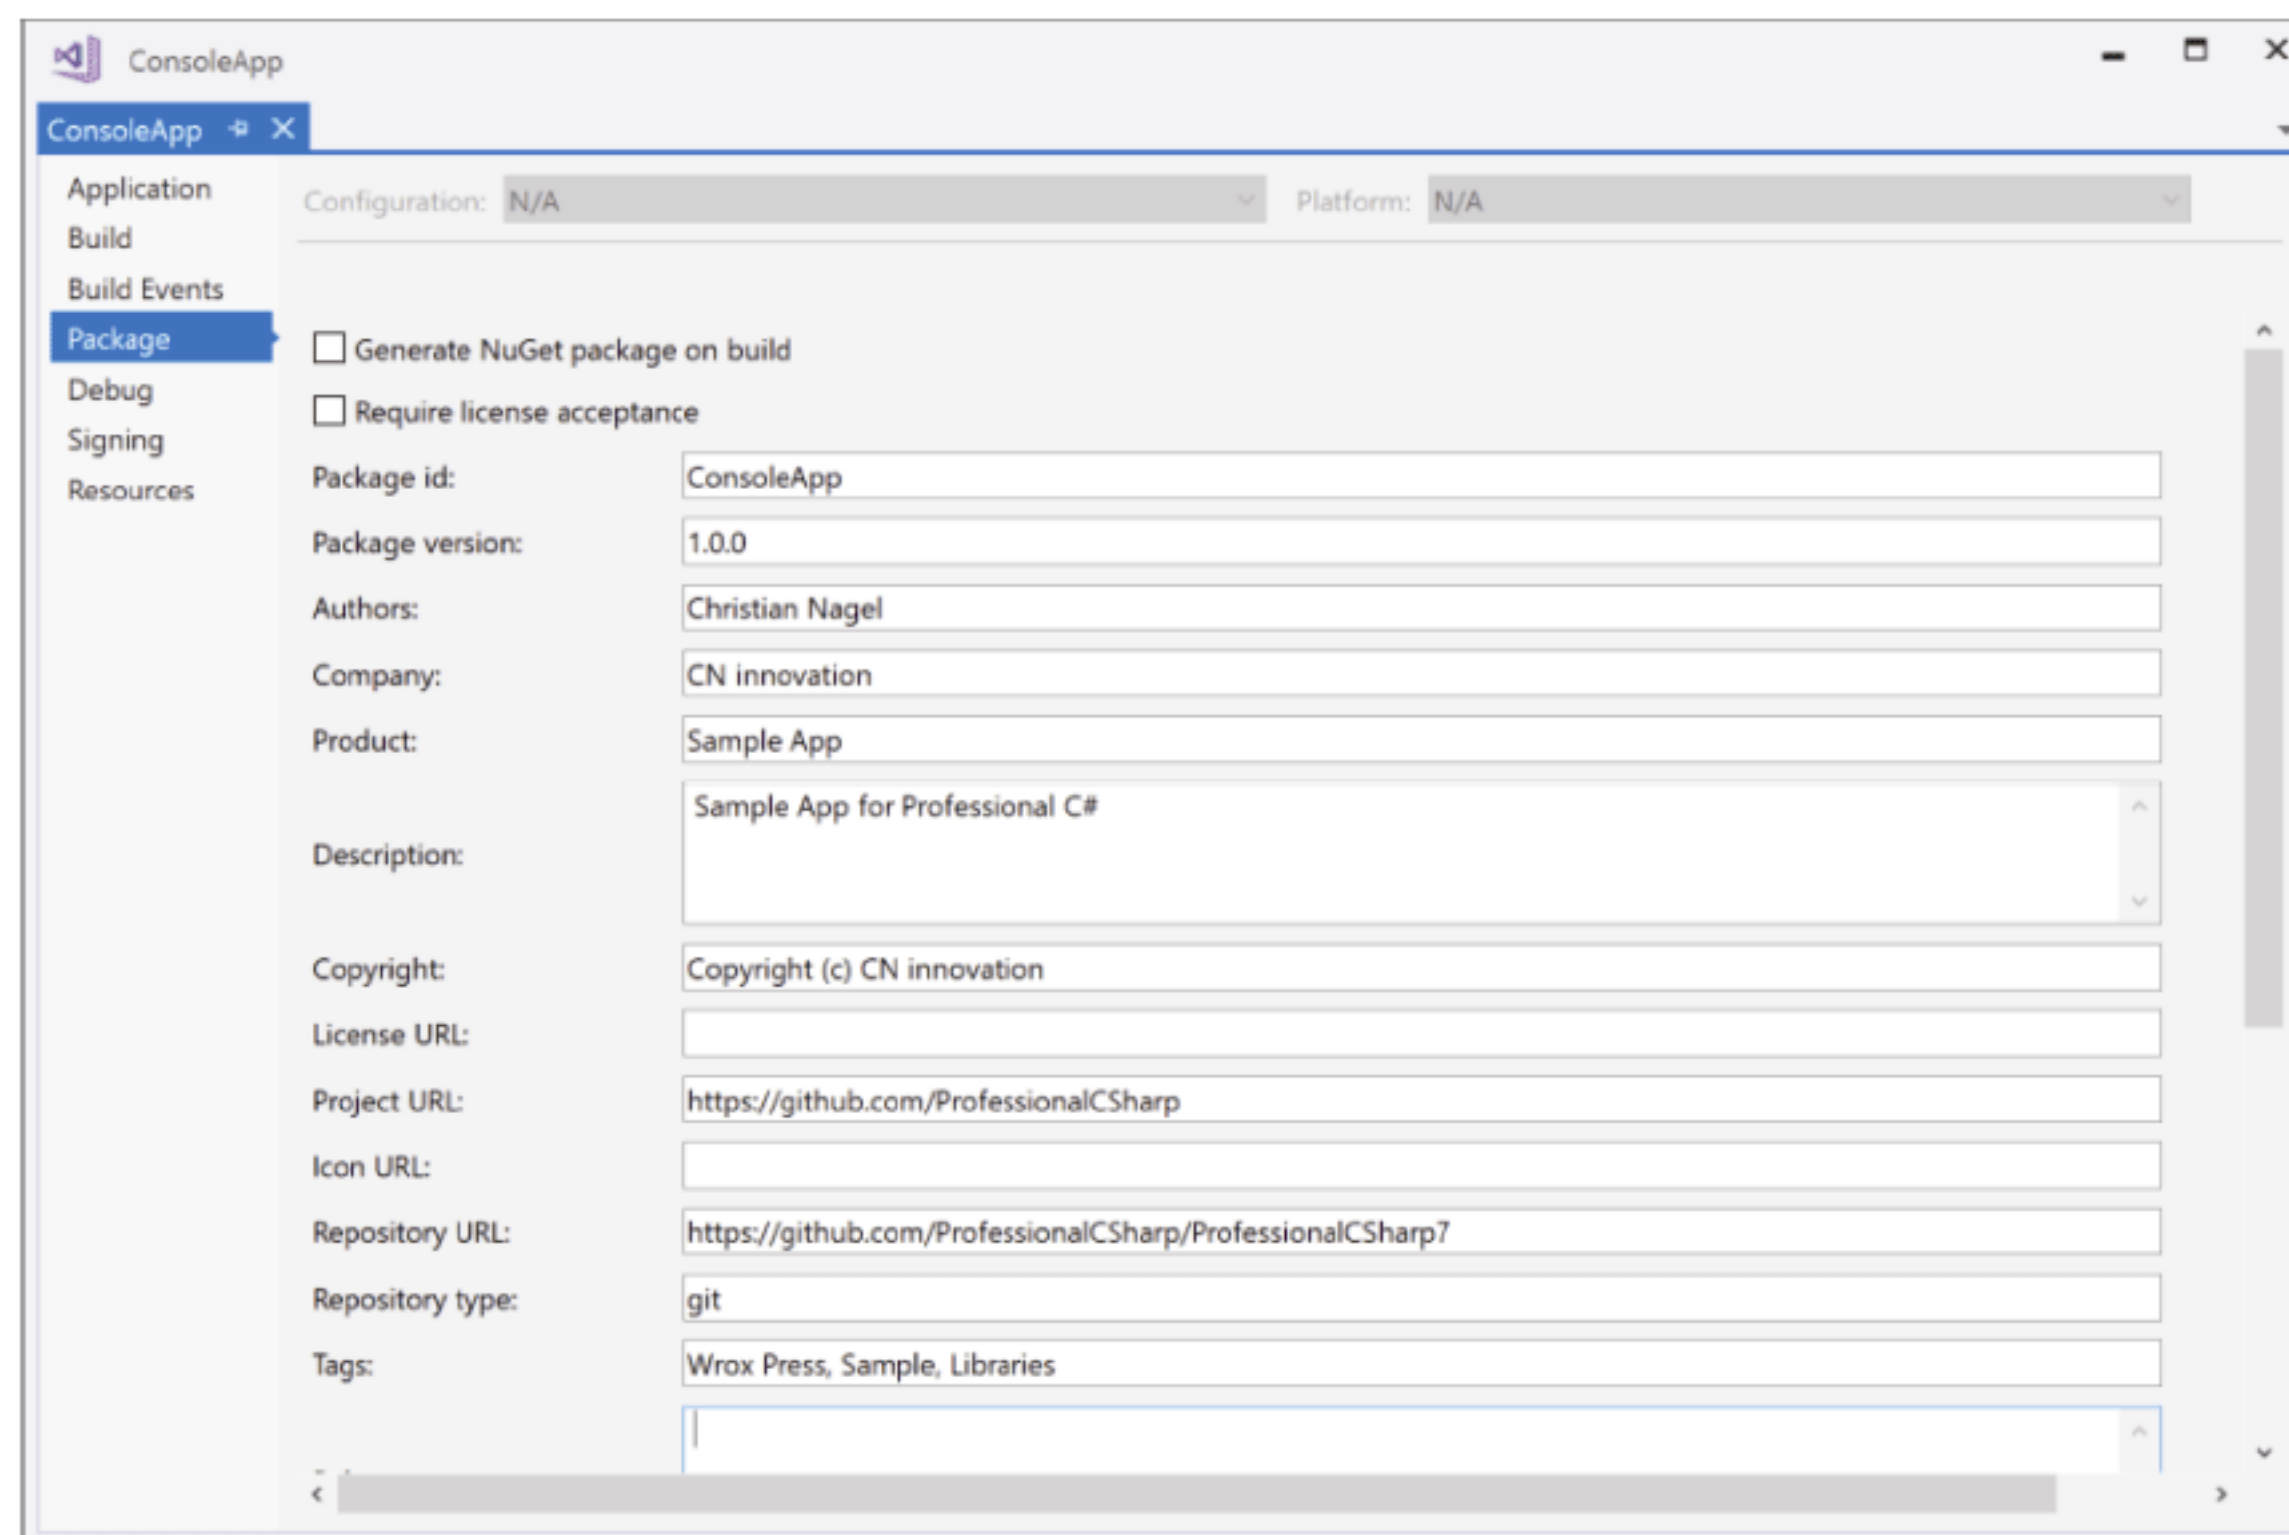 ConsoleApp
ConsoleApp
Application
Build
Build Events
Package
Debug
Signing
Resources
Configuration: N/A Platform: N/A
Generate NuGet package on build
Require license acceptance
Package id: ConsoleApp
Package version: 1.0.0
Authors: Christian Nagel
Company: CN innovation
Product: Sample App
Description: Sample App for Professional C#
Copyright: Copyright (c) CN innovation
License URL:
Project URL: https://github.com/ProfessionalCSharp
Icon URL:
Repository URL: https://github.com/ProfessionalCSharp/ProfessionalCSharp7
Repository type: git
Tags: Wrox Press, Sample, Libraries